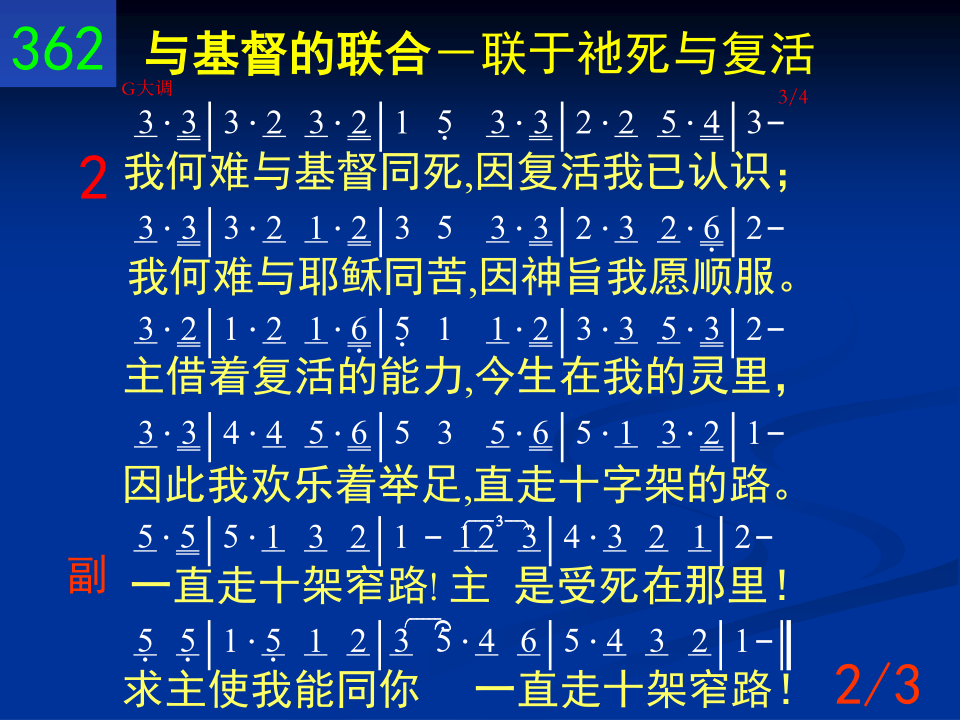 362 与基督的联合－联于祂死与复活
G大调 3/4
3·3|3·2 3·2|1 5 3·3|2·2 5·4|3-
2 我何难与基督同死,因复活我已认识；
3·3|3·2 1·2|3 5 3·3|2·3 2·6|2-
我何难与耶稣同苦,因神旨我愿顺服。
3·2|1·2 1·6|5 1 1·2|3·3 5·3|2-
主借着复活的能力,今生在我的灵里，
3·3|4·4 5·6|5 3 5·6|5·1 3·2|1-
因此我欢乐着举足,直走十字架的路。
3
5·5|5·1 3 2|1 - 12 3|4·3 2 1|2-
副 一直走十架窄路! 主 是受死在那里！
5 5|1·5 1 2|3 5·4 6|5·4 3 2|1-‖
求主使我能同你 一直走十架窄路！
2/3